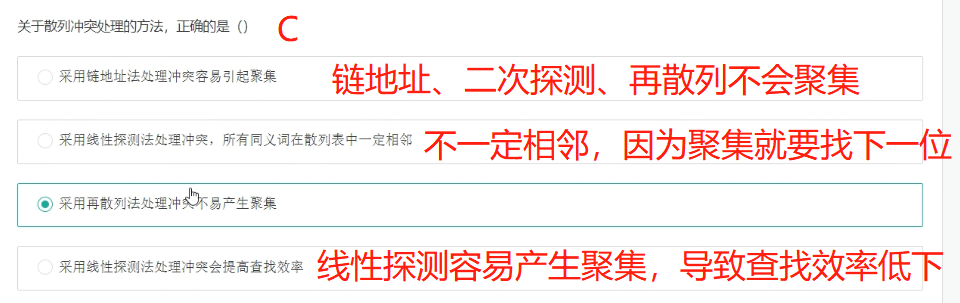 关于散列冲突处理的方法，正确的是（） C
采用链地址法处理冲突容易引起聚集 链地址、二次探测、再散列不会聚集
采用线性探测法处理冲突，所有同义词在散列表中一定相邻 不一定相邻，因为聚集就要找下一位
采用再散列法处理冲突不易产生聚集
采用线性探测法处理冲突会提高查找效率 线性探测容易产生聚集，导致查找效率低下